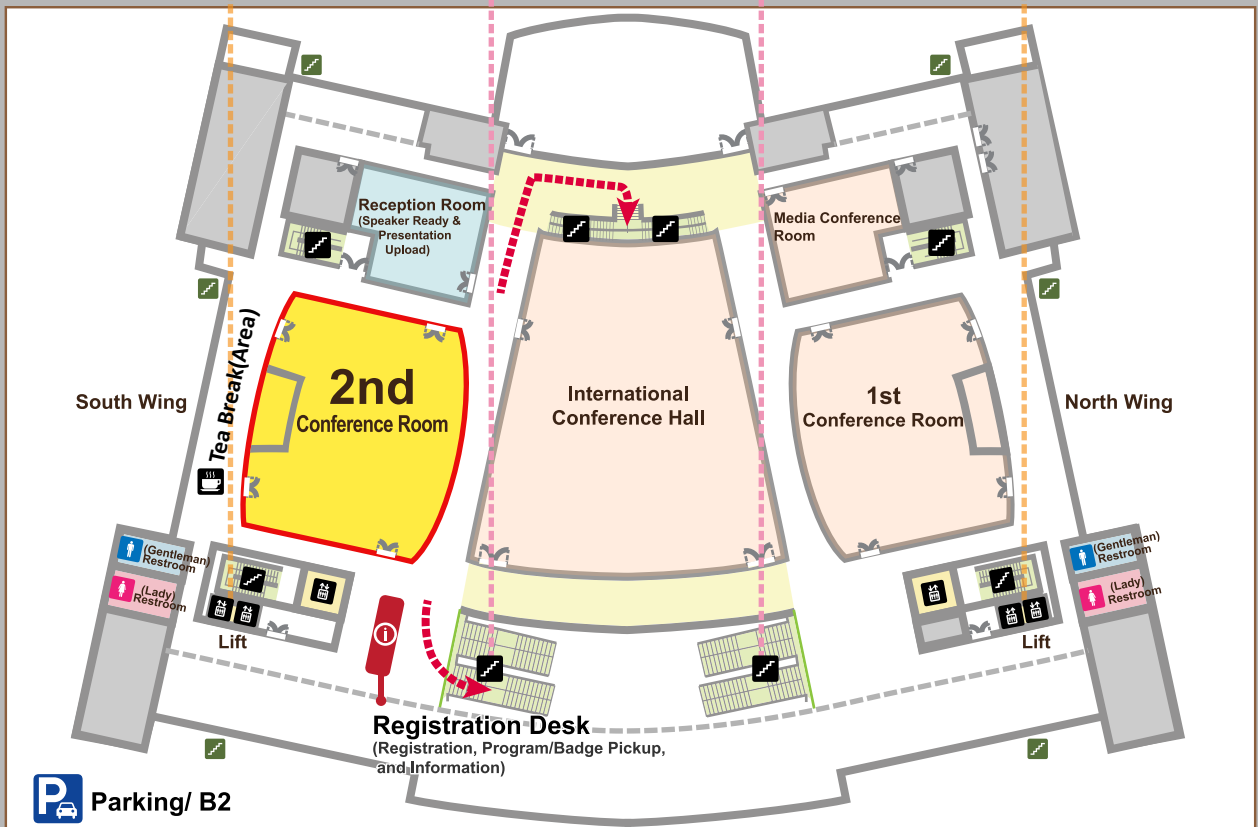 Reception Room
(Speaker Ready &
Presentation
Upload)
Media Conference
Room
Tea Break(Area)
South Wing
2nd
Conference Room
International
Conference Hall
1st
Conference Room
North Wing
(Gentleman)
Restroom
(Lady)
Restroom
Lift
(Gentleman)
Restroom
(Lady)
Restroom
Lift
i
Registration Desk
(Registration, Program/Badge Pickup,
and Information)
P
Parking/ B2